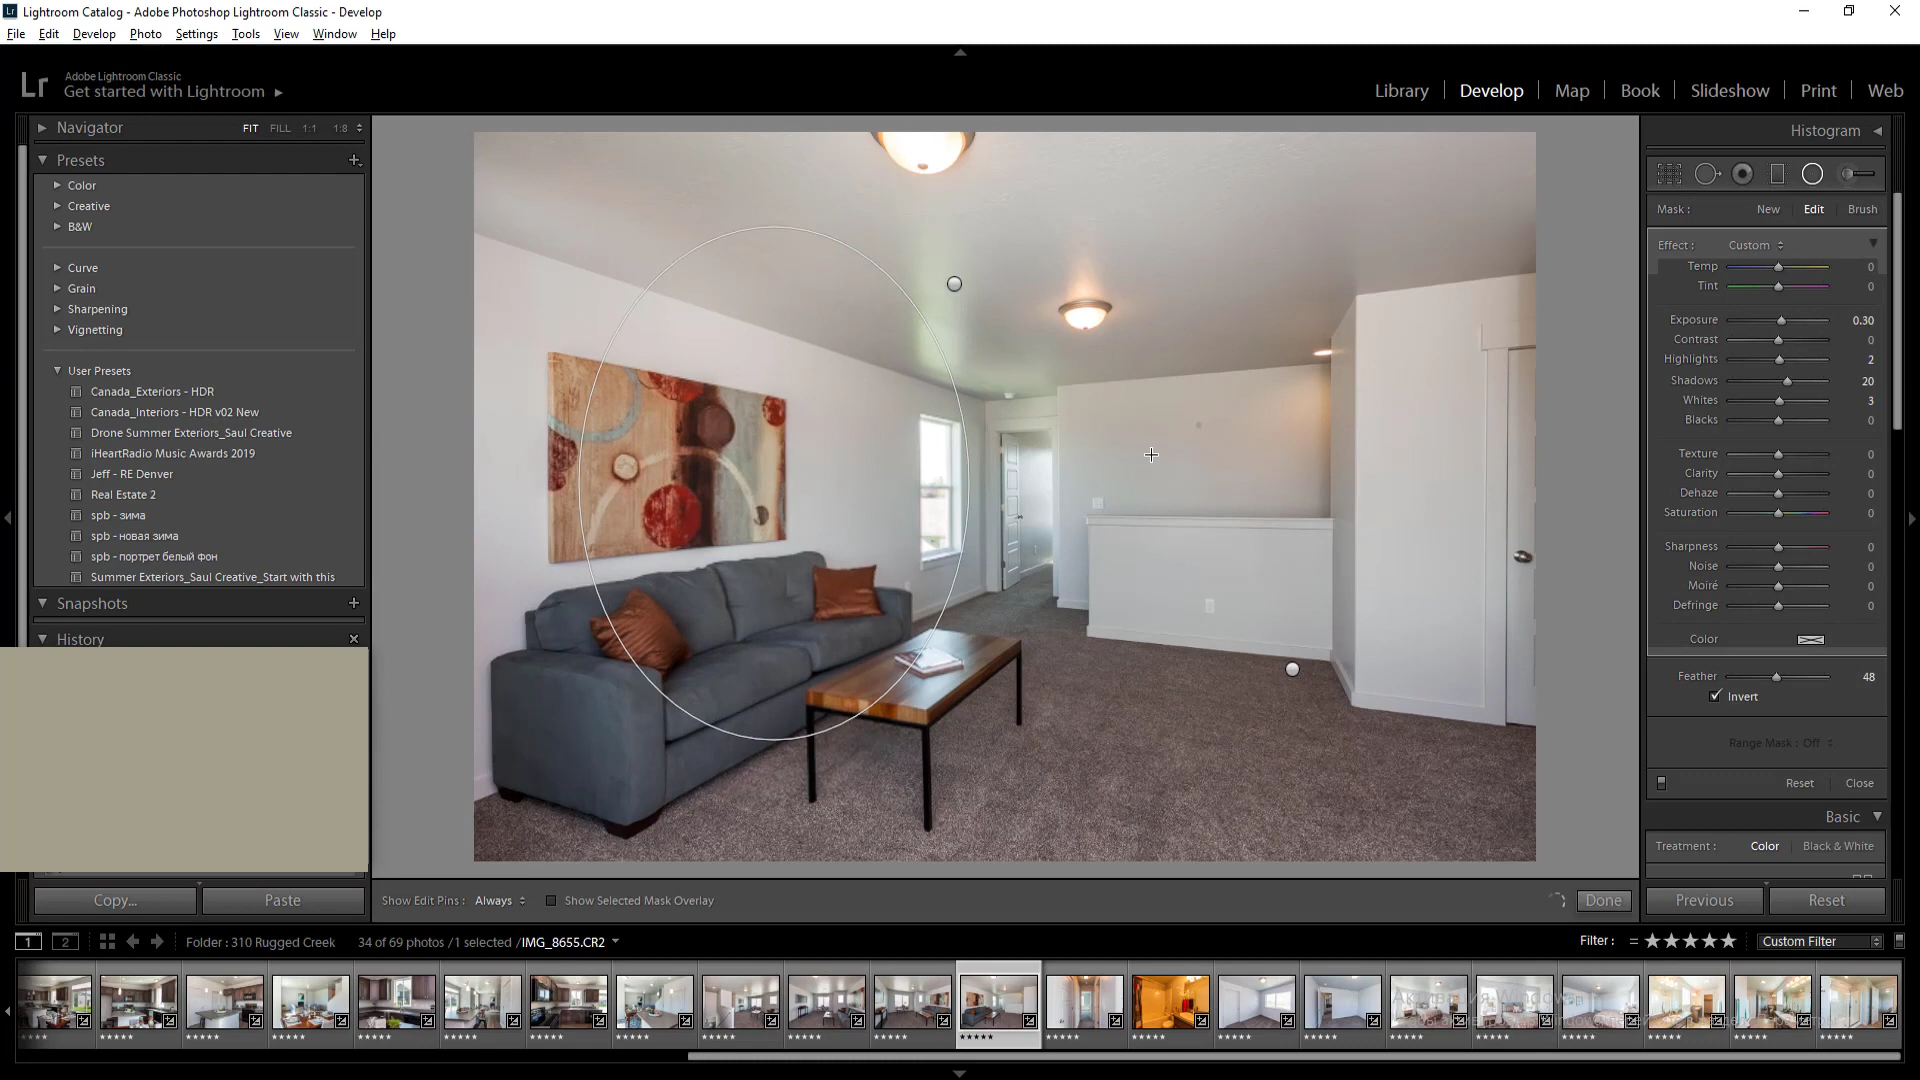 Lightroom Catalog - Adobe Photoshop Lightroom Classic - Develop
File Edit Develop Photo Settings Tools View Window Help
Lr Adobe Lightroom Classic
Get started with Lightroom
Library Develop Map Book Slideshow Print Web
Navigator FIT FILL 1:1 1:8
Presets
Color
Creative
B&W
Curve
Grain
Sharpening
Vignetting
User Presets
Canada_Exteriors - HDR
Canada_Interiors - HDR v02 New
Drone Summer Exteriors_Saul Creative
iHeartRadio Music Awards 2019
Jeff - RE Denver
Real Estate 2
spb - зима
spb - новая зима
spb - портрет белый фон
Summer Exteriors_Saul Creative_Start with this
Snapshots
History
Copy... Paste
Histogram
Mask : New Edit Brush
Effect : Custom
Temp 0
Tint 0
Exposure 0.30
Contrast 0
Highlights 2
Shadows 20
Whites 3
Blacks 0
Texture 0
Clarity 0
Dehaze 0
Saturation 0
Sharpness 0
Noise 0
Moiré 0
Defringe 0
Color
Feather 48
Invert
Range Mask : Off
Reset Close
Basic
Treatment : Color Black & White
Previous Reset
Show Edit Pins : Always Show Selected Mask Overlay Done
1 2 Folder : 310 Rugged Creek 34 of 69 photos / 1 selected / IMG_8655.CR2 Filter : Custom Filter
Активация Windows